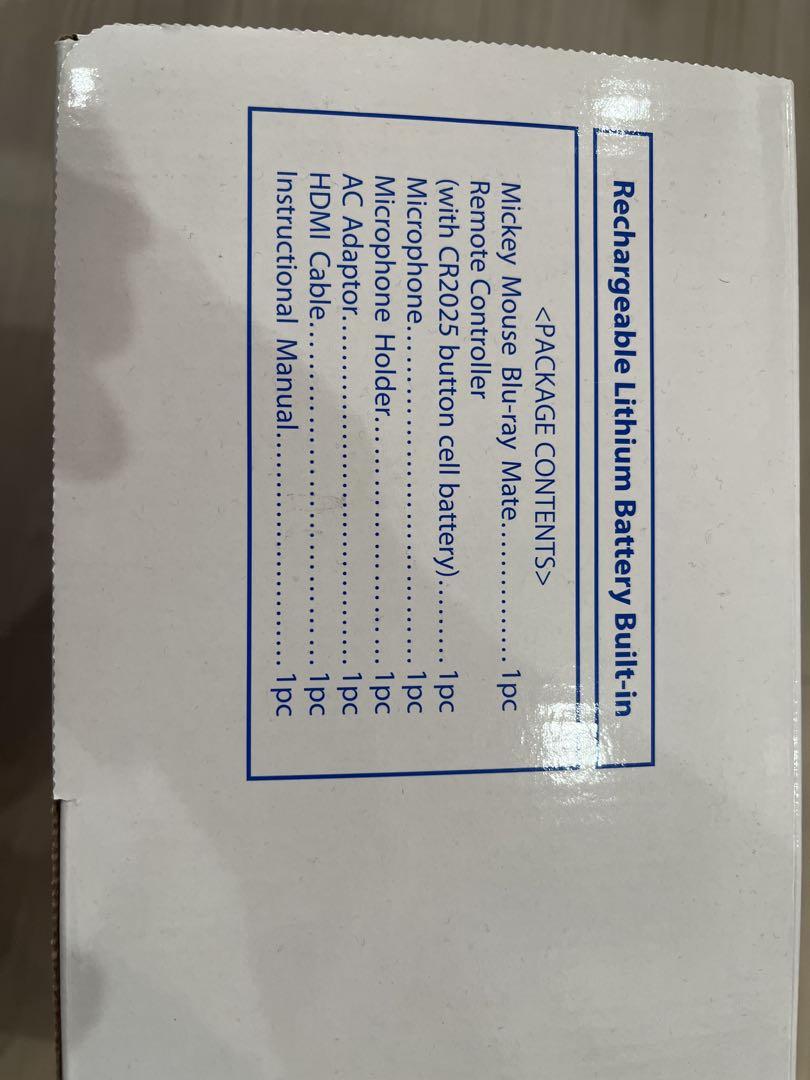 Rechargeable Lithium Battery Built-in
<PACKAGE CONTENTS>
Mickey Mouse Blu-ray Mate.............. 1pc
Remote Controller
(with CR2025 button cell battery)......... 1pc
Microphone.................................... 1pc
Microphone Holder.......................... 1pc
AC Adaptor..................................... 1pc
HDMI Cable..................................... 1pc
Instructional Manual........................ 1pc